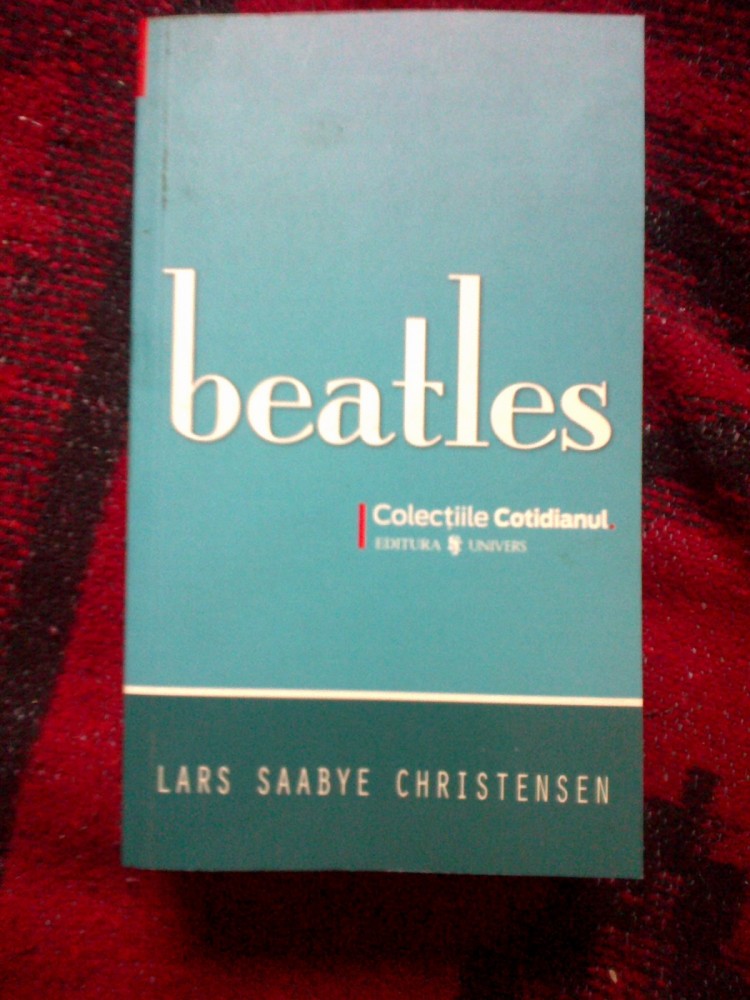 beatles
Colecțiile Cotidianul.
EDITURA UNIVERS
LARS SAABYE CHRISTENSEN